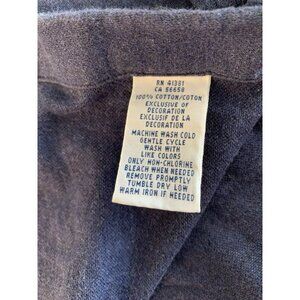 RN 41381
CA 56658
100% COTTON/COTON
EXCLUSIVE OF
DECORATION
EXCLUSIF DE LA
DECORATION
MACHINE WASH COLD
GENTLE CYCLE
WASH WITH
LIKE COLORS
ONLY NON-CHLORINE
BLEACH WHEN NEEDED
REMOVE PROMPTLY
TUMBLE DRY LOW
WARM IRON IF NEEDED